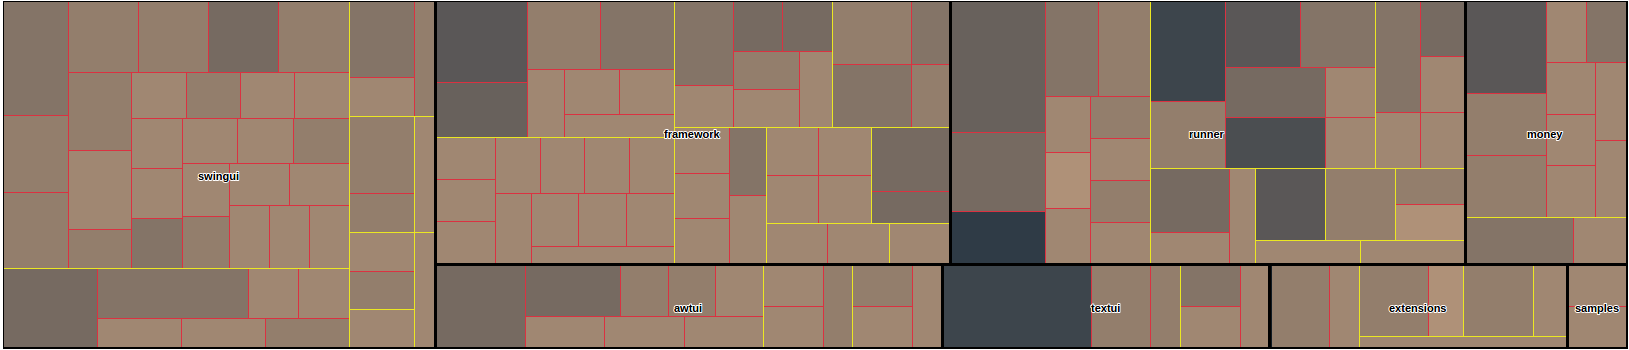 framework
runner
money
swingui
awtui
textui
extensions
samples